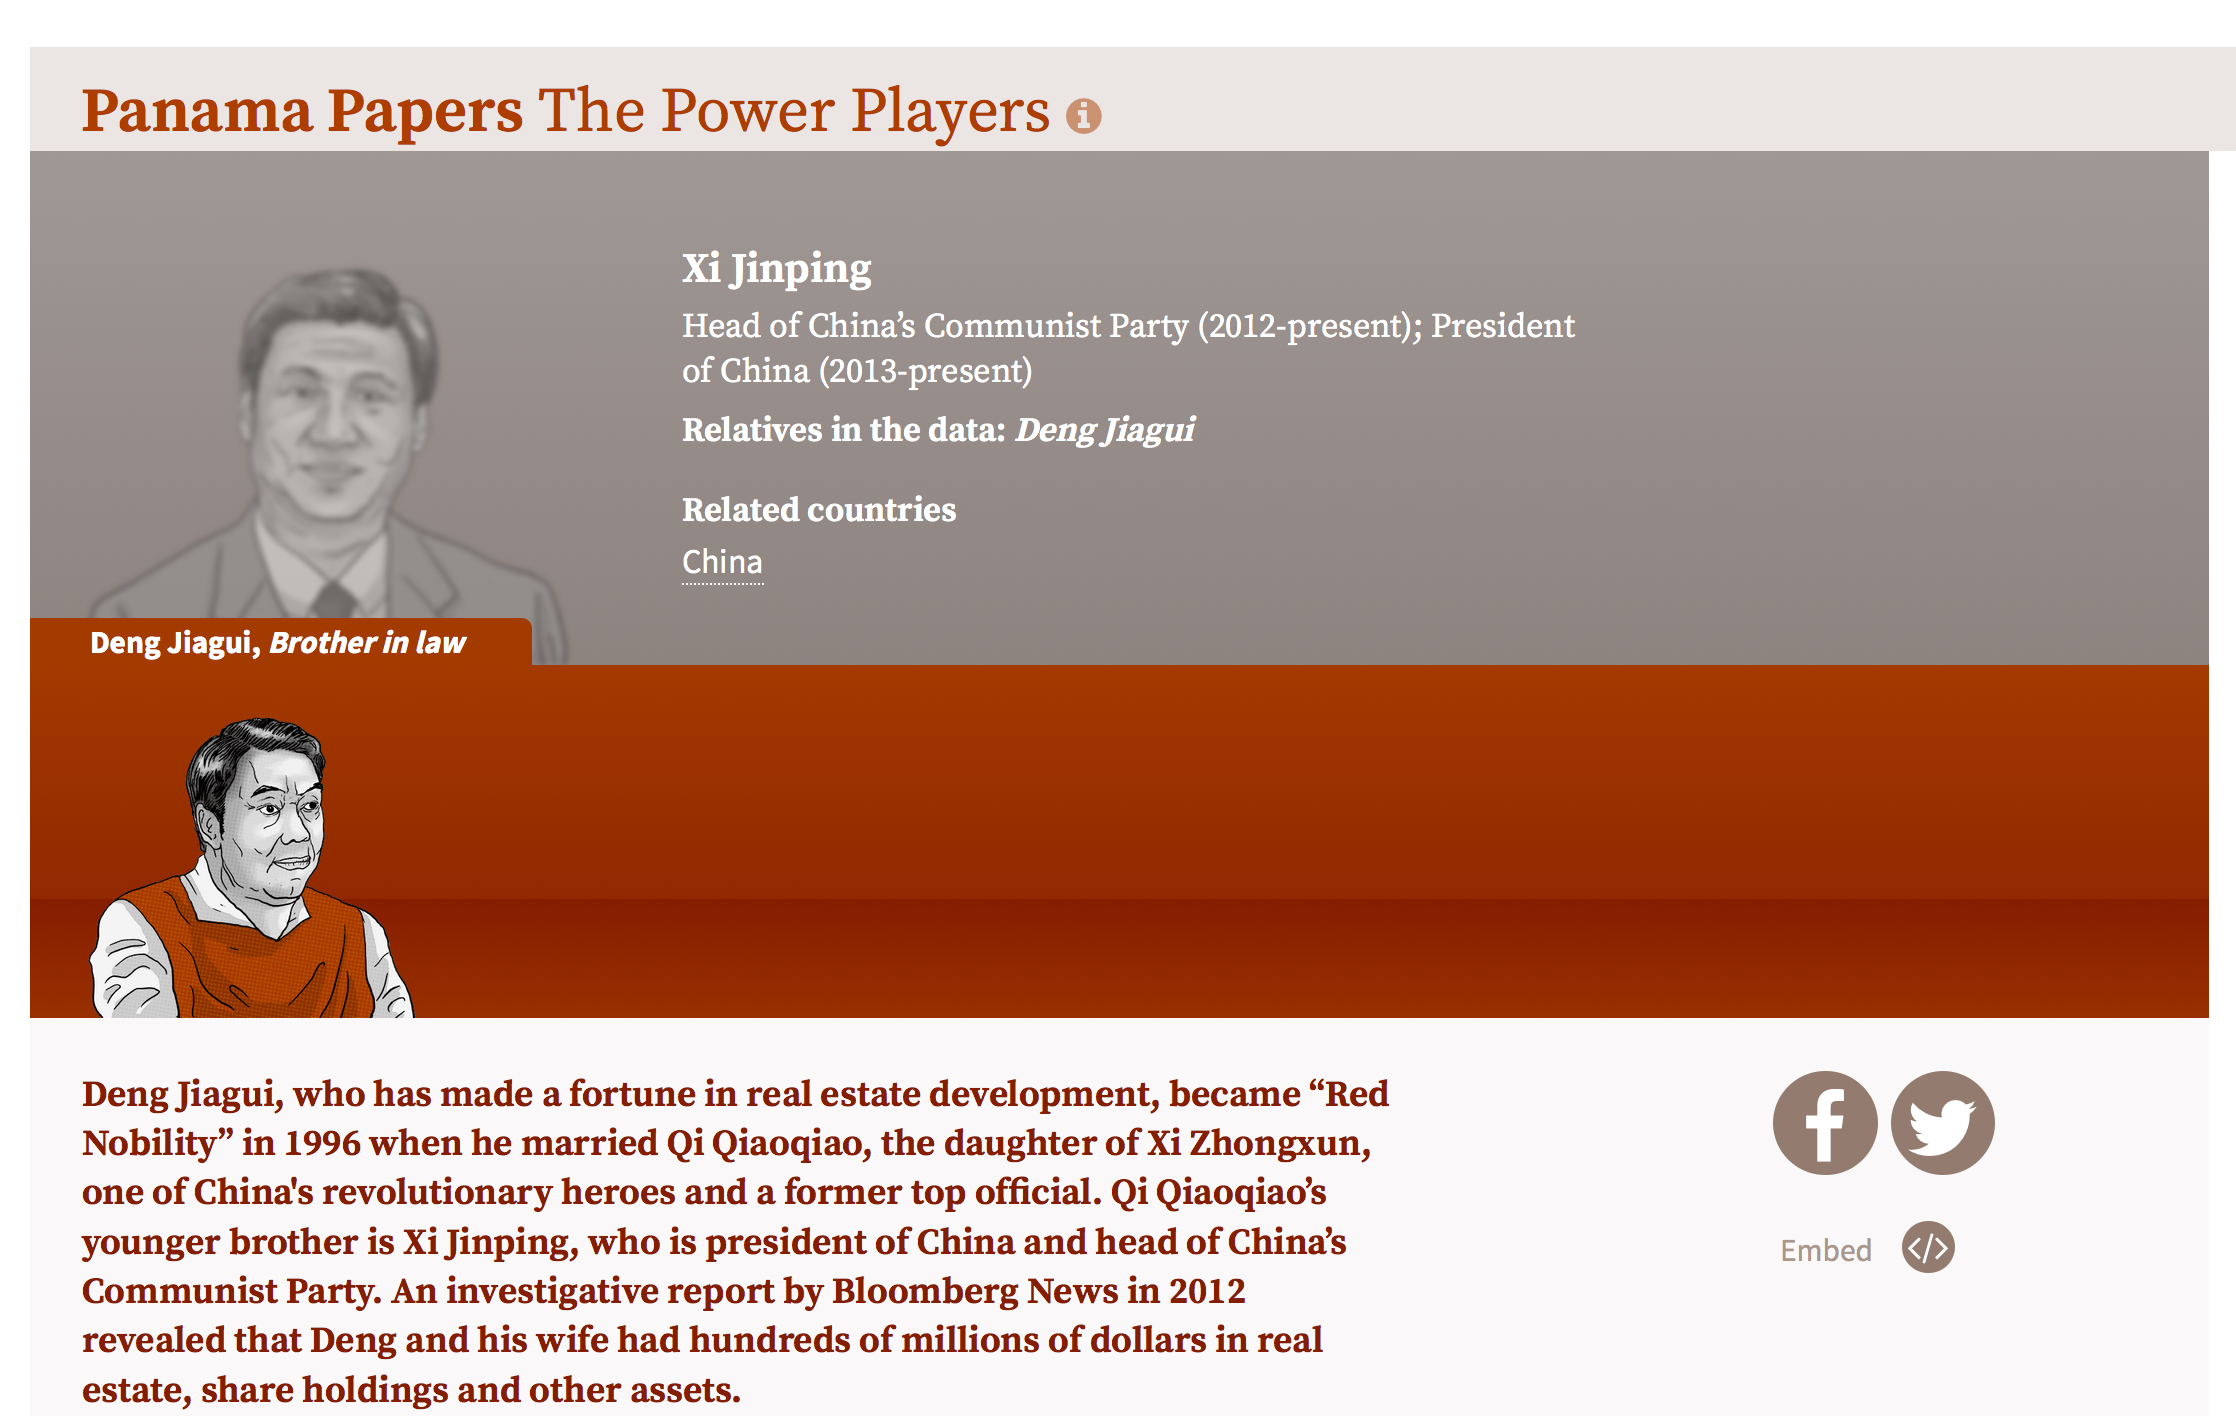 Panama Papers The Power Players
Xi Jinping
Head of China’s Communist Party (2012-present); President
of China (2013-present)
Relatives in the data: Deng Jiagui
Related countries
China
Deng Jiagui, Brother in law
Deng Jiagui, who has made a fortune in real estate development, became “Red
Nobility” in 1996 when he married Qi Qiaoqiao, the daughter of Xi Zhongxun,
one of China's revolutionary heroes and a former top official. Qi Qiaoqiao’s
younger brother is Xi Jinping, who is president of China and head of China’s
Communist Party. An investigative report by Bloomberg News in 2012
revealed that Deng and his wife had hundreds of millions of dollars in real
estate, share holdings and other assets.
Embed